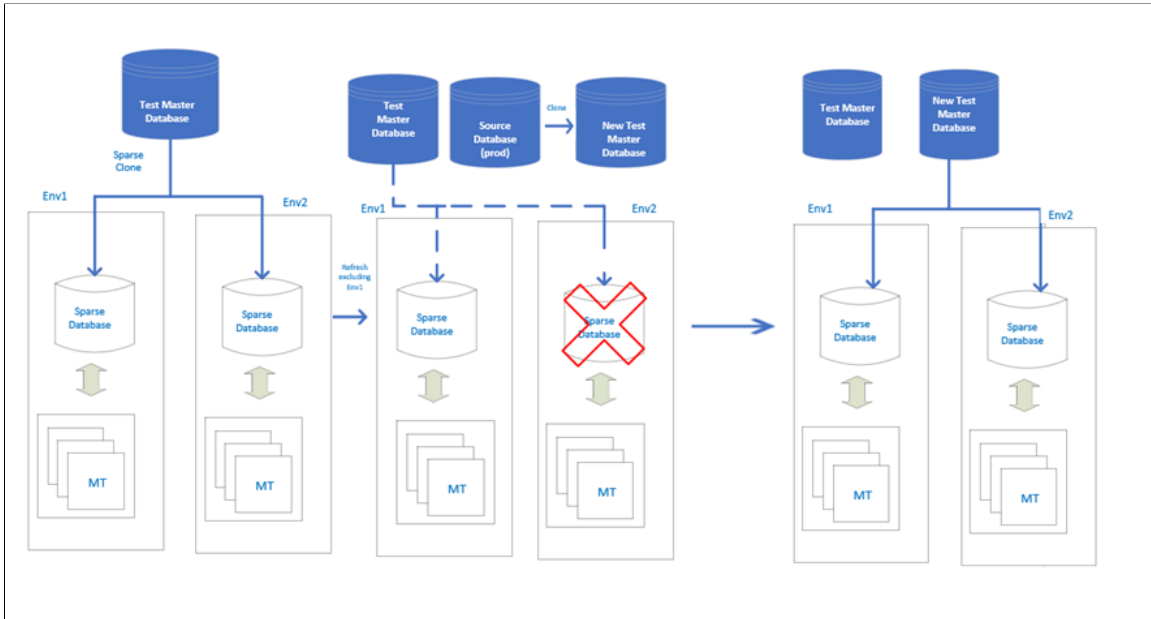 Test Master
Database
Sparse
Clone
Env1
Env2
Sparse
Database
Sparse
Database
MT
MT
Refresh
excluding
Env1
Test
Master
Database
Source
Database
(prod)
Clone
New Test
Master
Database
Env1
Env2
Sparse
Database
Sparse
Database
MT
MT
Test Master
Database
New Test
Master
Database
Env1
Env2
Sparse
Database
Sparse
Database
MT
MT